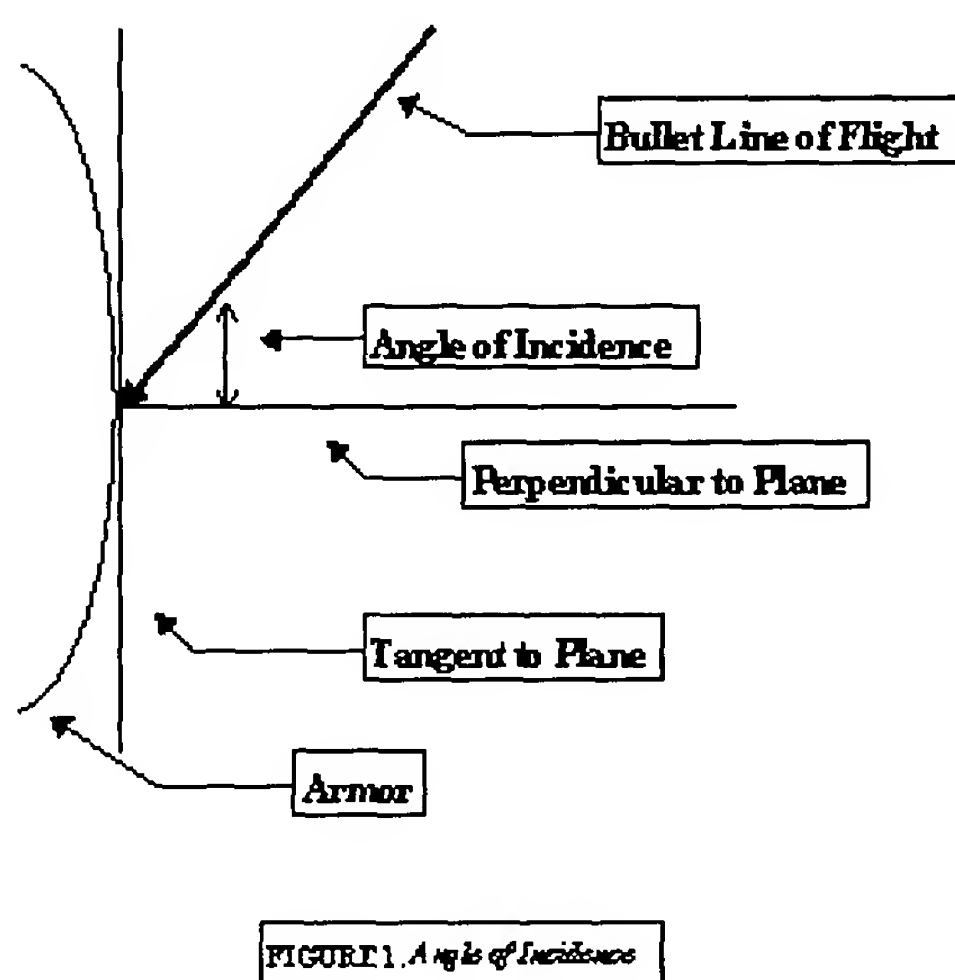 Bullet Line of Flight
Angle of Incidence
Perpendicular to Plane
Tangent to Plane
Armor
FIGURE 1. Angle of Incidence